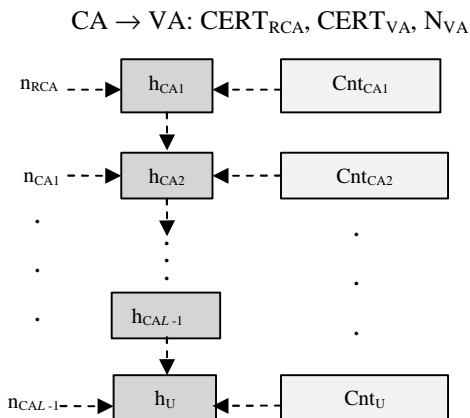 CA → VA: CERT_RCA, CERT_VA, N_VA
n_RCA h_CA1 Cnt_CA1
n_CA1 h_CA2 Cnt_CA2
h_CAL-1
n_CAL-1 h_U Cnt_U